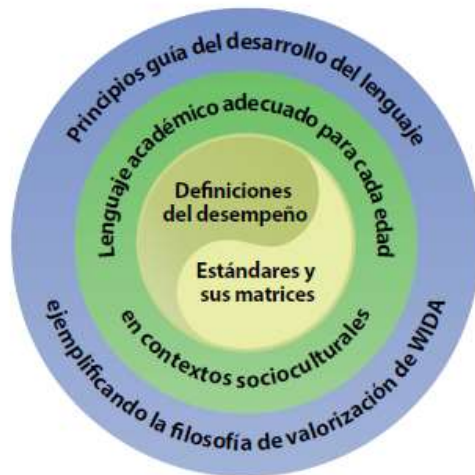 Principios guía del desarrollo del lenguaje
Lenguaje académico adecuado para cada edad
Definiciones
del desempeño
Estándares y
sus matrices
en contextos socioculturales
ejemplificando la filosofía de valorización de WIDA